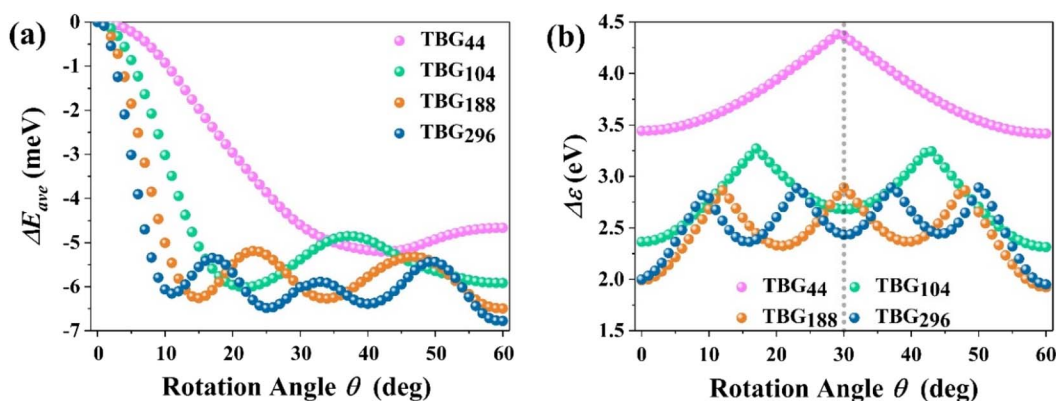 (a)
0
-1
-2
-3
-4
-5
-6
-7
ΔE_ave (meV)
TBG44
TBG104
TBG188
TBG296
0 10 20 30 40 50 60
Rotation Angle θ (deg)
(b)
4.5
4.0
3.5
3.0
2.5
2.0
1.5
Δε (eV)
TBG44 TBG104
TBG188 TBG296
0 10 20 30 40 50 60
Rotation Angle θ (deg)